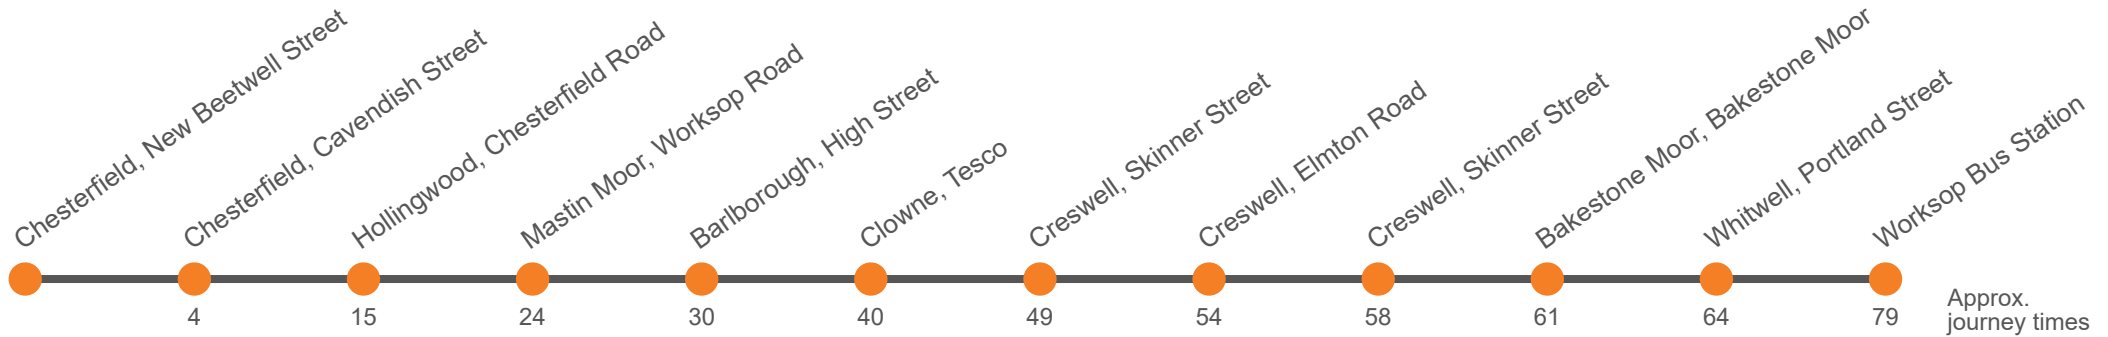 Chesterfield, New Beetwell Street
Chesterfield, Cavendish Street
Hollingwood, Chesterfield Road
Mastin Moor, Worksop Road
Barlborough, High Street
Clowne, Tesco
Creswell, Skinner Street
Creswell, Elmton Road
Creswell, Skinner Street
Bakestone Moor, Bakestone Moor
Whitwell, Portland Street
Worksop Bus Station
4 15 24 30 40 49 54 58 61 64 79
Approx.
journey times